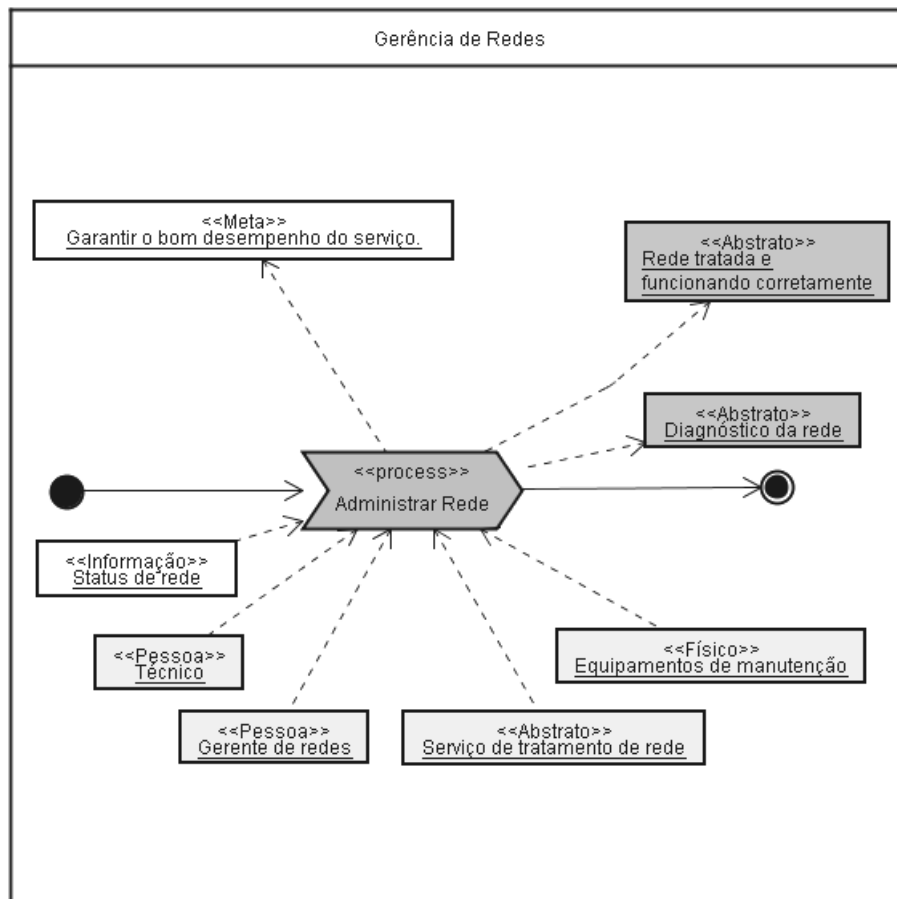 Gerência de Redes
<<Meta>>
Garantir o bom desempenho do serviço.
<<Abstrato>>
Rede tratada e
funcionando corretamente
<<Abstrato>>
Diagnóstico da rede
<<process>>
Administrar Rede
<<Informação>>
Status de rede
<<Pessoa>>
Técnico
<<Físico>>
Equipamentos de manutenção
<<Pessoa>>
Gerente de redes
<<Abstrato>>
Serviço de tratamento de rede